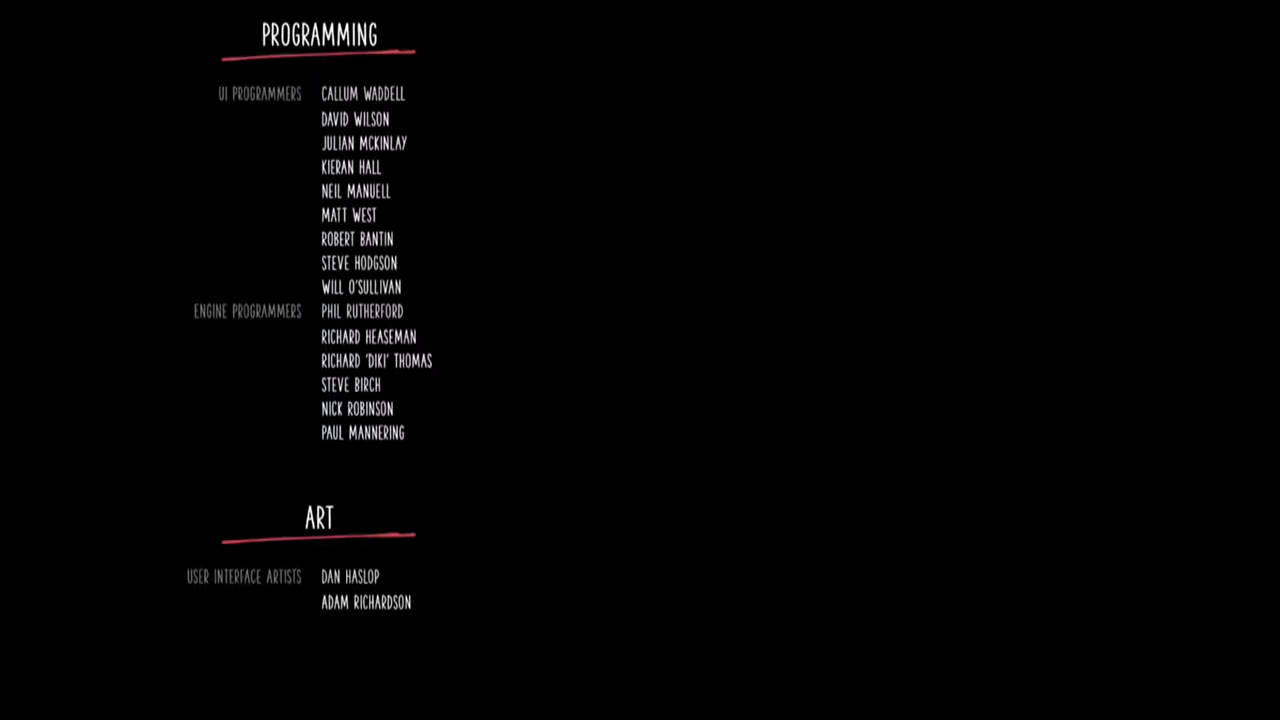 PROGRAMMING
UI PROGRAMMERS CALLUM WADDELL
DAVID WILSON
JULIAN MCKINLAY
KIERAN HALL
NEIL MANUELL
MATT WEST
ROBERT BANTIN
STEVE HODGSON
WILL O'SULLIVAN
ENGINE PROGRAMMERS PHIL RUTHERFORD
RICHARD HEASEMAN
RICHARD 'DIKI' THOMAS
STEVE BIRCH
NICK ROBINSON
PAUL MANNERING
ART
USER INTERFACE ARTISTS DAN HASLOP
ADAM RICHARDSON